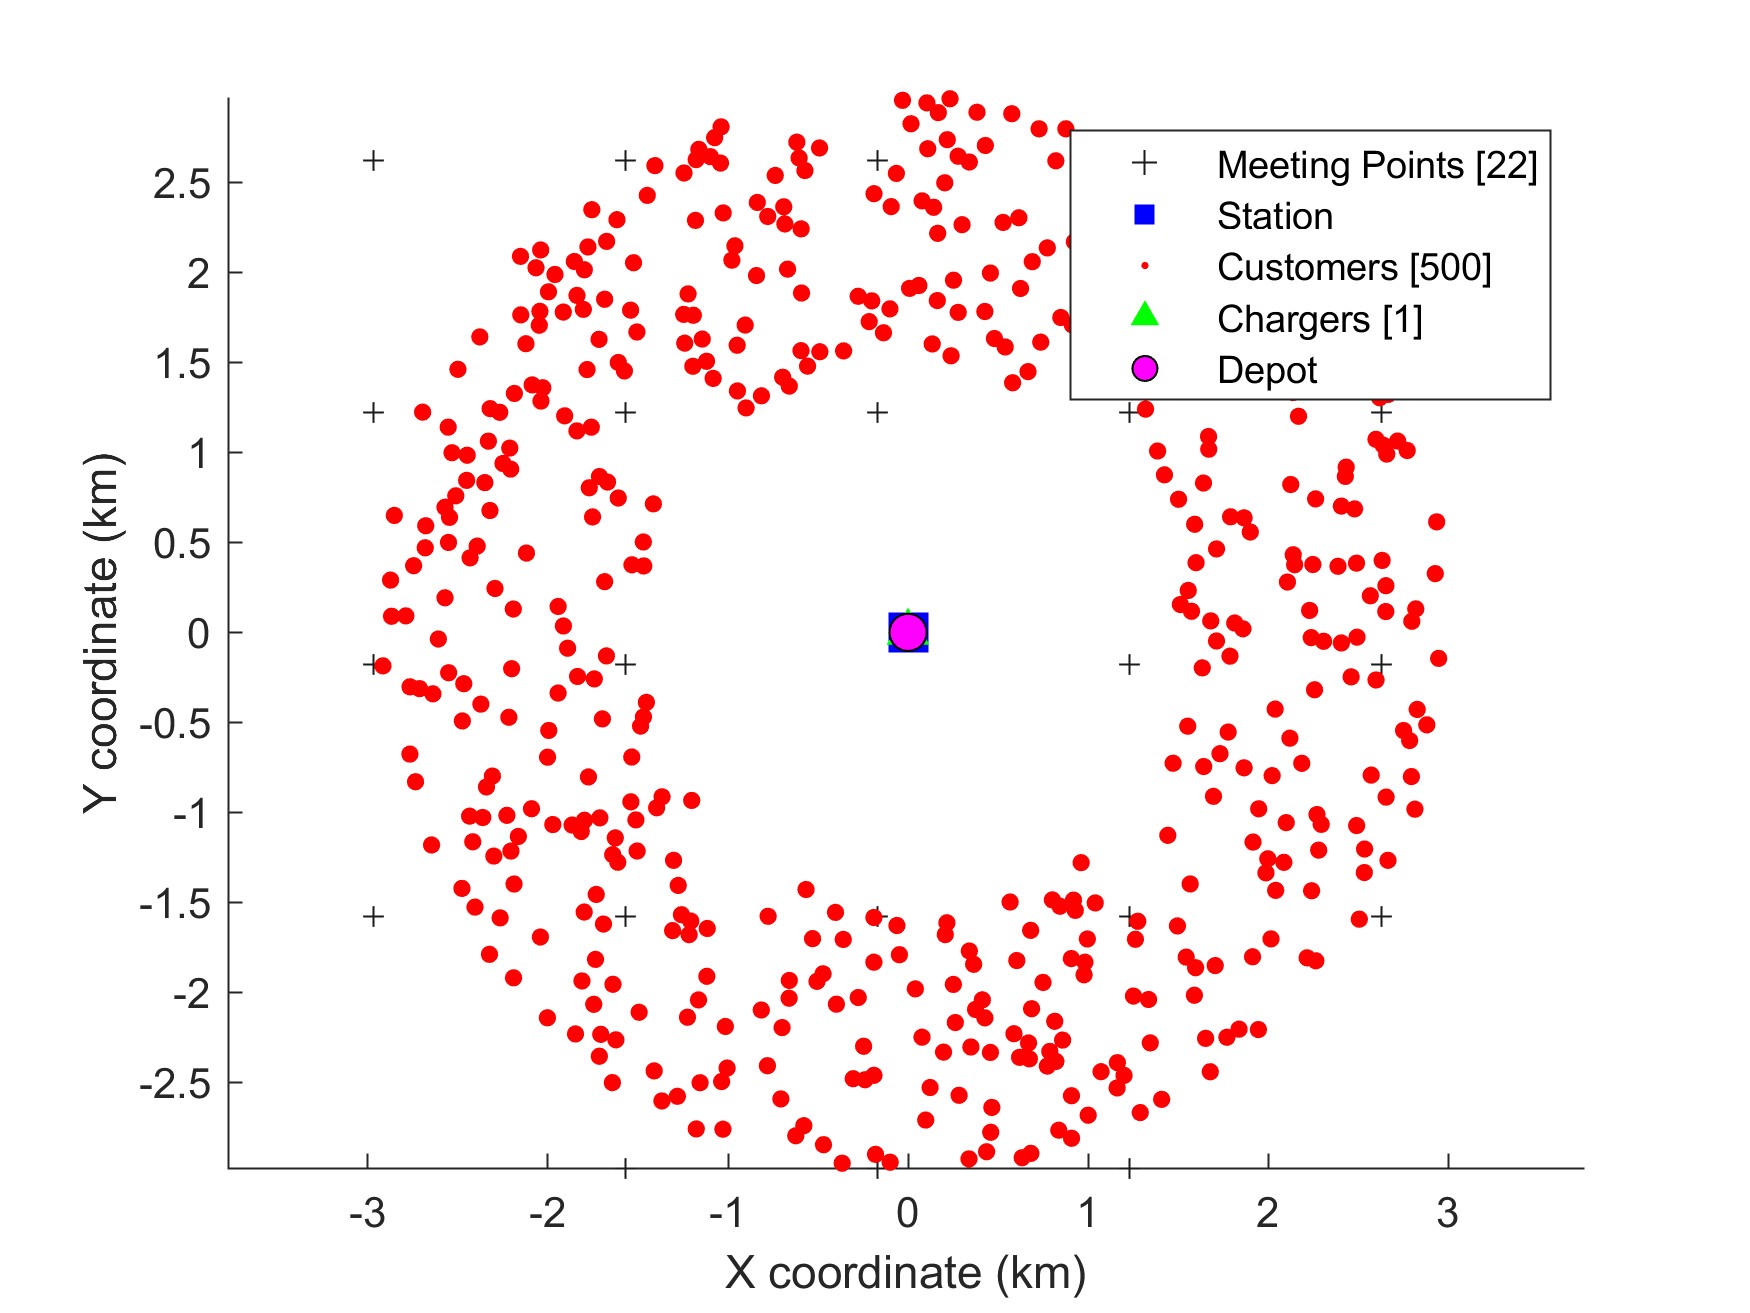 Meeting Points [22]
Station
Customers [500]
Chargers [1]
Depot
2.5
2
1.5
1
0.5
0
-0.5
-1
-1.5
-2
-2.5
Y coordinate (km)
-3 -2 -1 0 1 2 3
X coordinate (km)